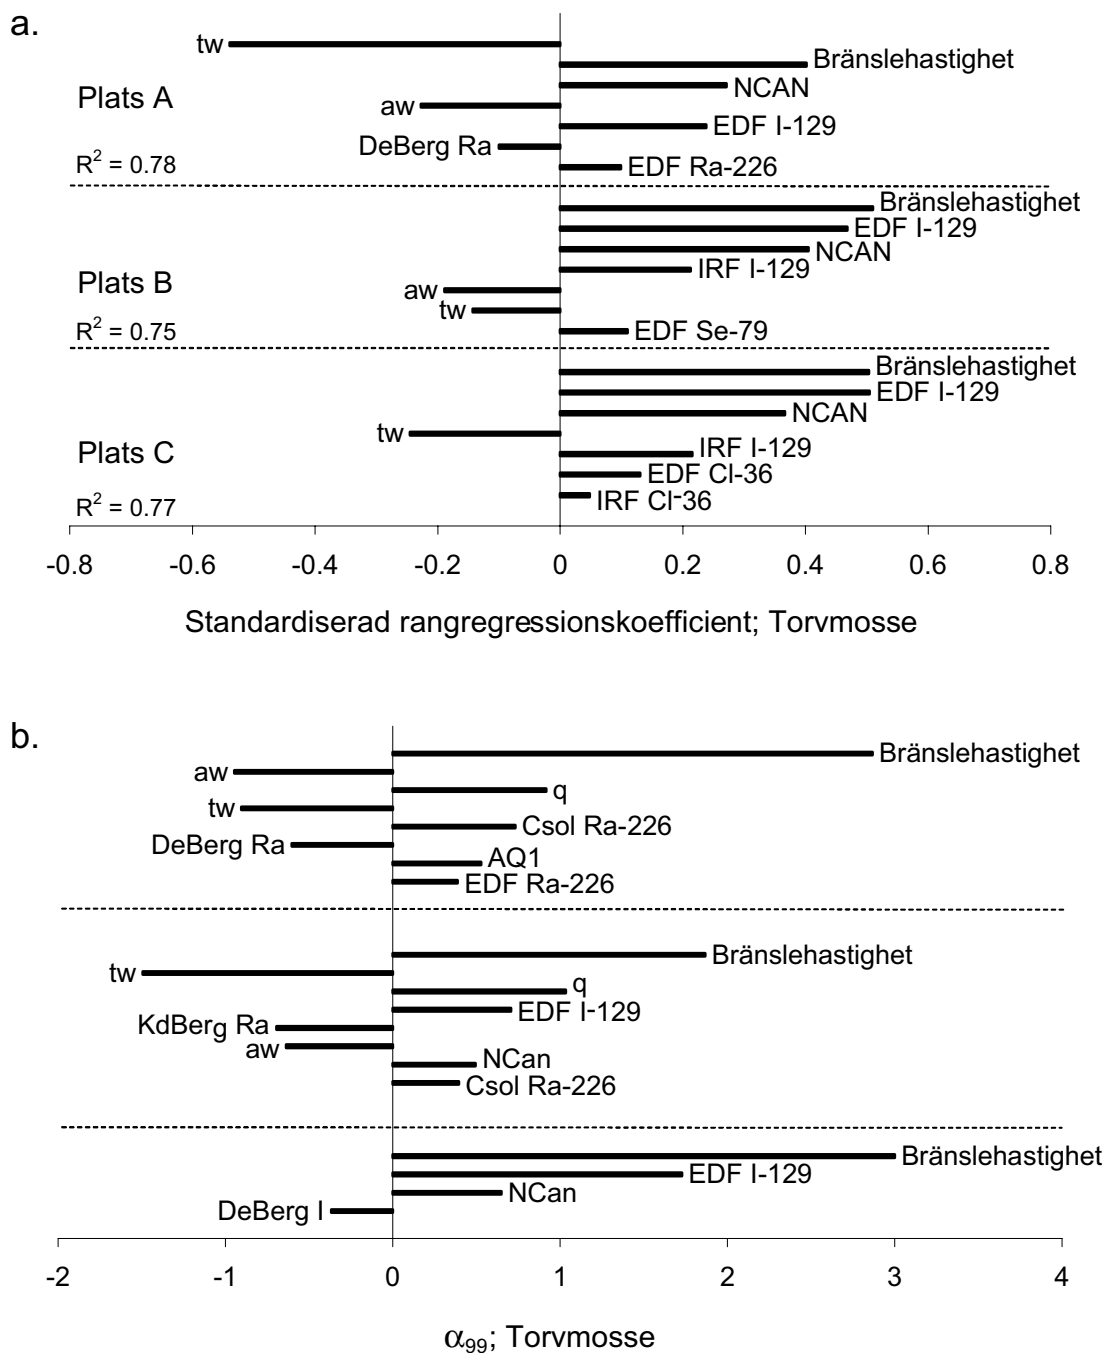 a.
tw
Bränslehastighet
NCAN
Plats A
aw
EDF I-129
DeBerg Ra
R² = 0.78
EDF Ra-226
Bränslehastighet
EDF I-129
NCAN
IRF I-129
Plats B
aw
tw
R² = 0.75
EDF Se-79
Bränslehastighet
EDF I-129
NCAN
tw
Plats C
IRF I-129
EDF Cl-36
IRF Cl-36
R² = 0.77
-0.8 -0.6 -0.4 -0.2 0 0.2 0.4 0.6 0.8
Standardiserad rangregressionskoefficient; Torvmosse
b.
Bränslehastighet
aw
q
tw
Csol Ra-226
DeBerg Ra
AQ1
EDF Ra-226
Bränslehastighet
tw
q
EDF I-129
KdBerg Ra
aw
NCan
Csol Ra-226
Bränslehastighet
EDF I-129
NCan
DeBerg I
-2 -1 0 1 2 3 4
α₉₉; Torvmosse